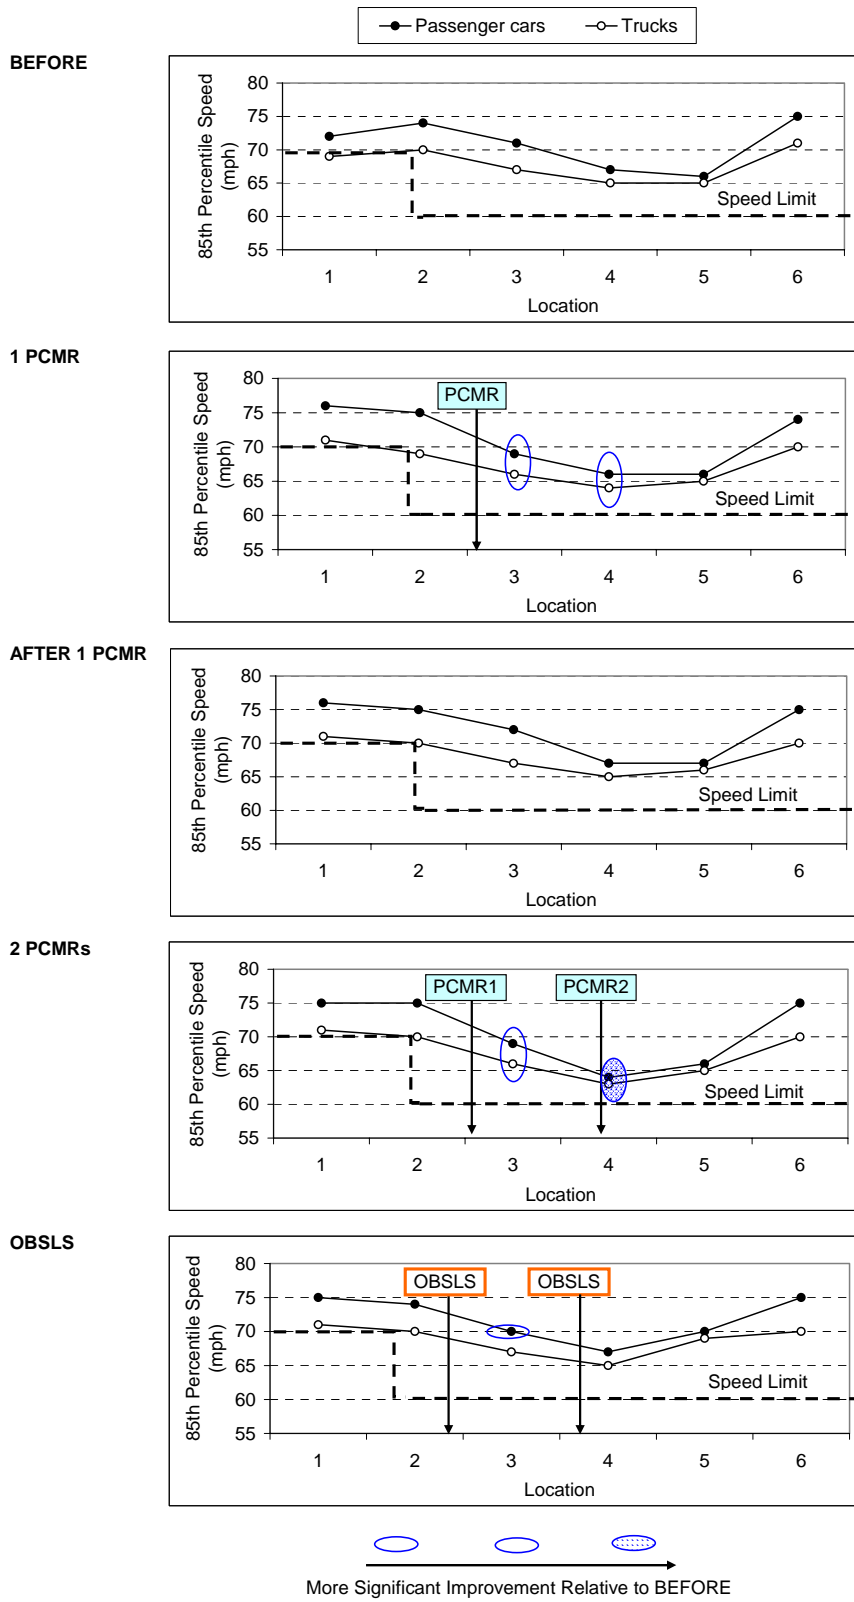 Passenger cars Trucks
BEFORE
85th Percentile Speed
(mph)
80
75
70
65
60
55
Speed Limit
1 2 3 4 5 6
Location
1 PCMR
85th Percentile Speed
(mph)
80
75
70
65
60
55
PCMR
Speed Limit
1 2 3 4 5 6
Location
AFTER 1 PCMR
85th Percentile Speed
(mph)
80
75
70
65
60
55
Speed Limit
1 2 3 4 5 6
Location
2 PCMRs
85th Percentile Speed
(mph)
80
75
70
65
60
55
PCMR1 PCMR2
Speed Limit
1 2 3 4 5 6
Location
OBSLS
85th Percentile Speed
(mph)
80
75
70
65
60
55
OBSLS OBSLS
Speed Limit
1 2 3 4 5 6
Location
More Significant Improvement Relative to BEFORE